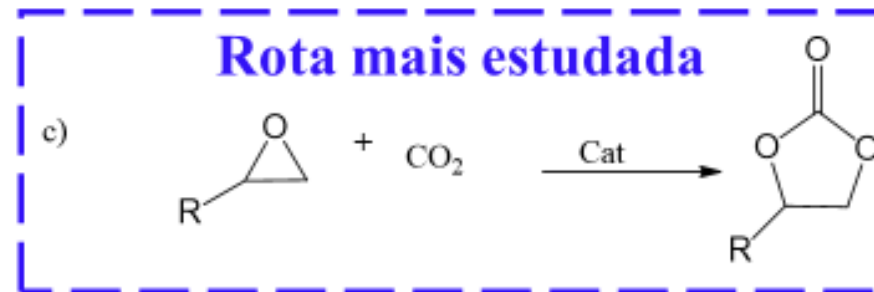 Rota mais estudada
c)
O
+
CO₂
Cat
R
O
O
O
R